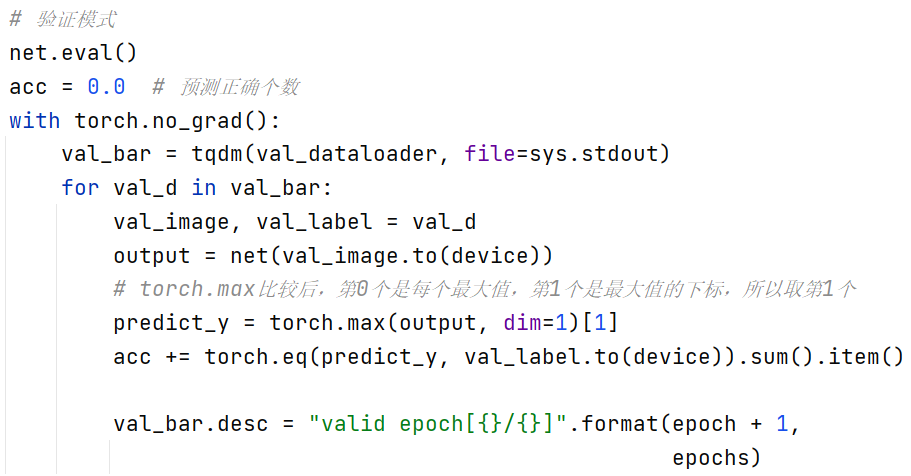 # 验证模式
net.eval()
acc = 0.0  # 预测正确个数
with torch.no_grad():
    val_bar = tqdm(val_dataloader, file=sys.stdout)
    for val_d in val_bar:
        val_image, val_label = val_d
        output = net(val_image.to(device))
        # torch.max比较后，第0个是每个最大值，第1个是最大值的下标，所以取第1个
        predict_y = torch.max(output, dim=1)[1]
        acc += torch.eq(predict_y, val_label.to(device)).sum().item()
        val_bar.desc = "valid epoch[{}/{}]".format(epoch + 1,
                                                   epochs)